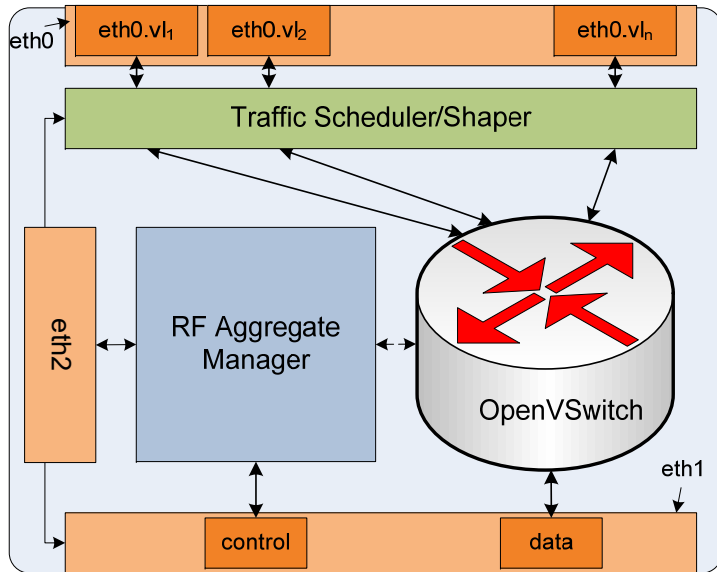 eth0
eth0.vl₁
eth0.vl₂
eth0.vlₙ
Traffic Scheduler/Shaper
eth2
RF Aggregate
Manager
OpenVSwitch
eth1
control
data